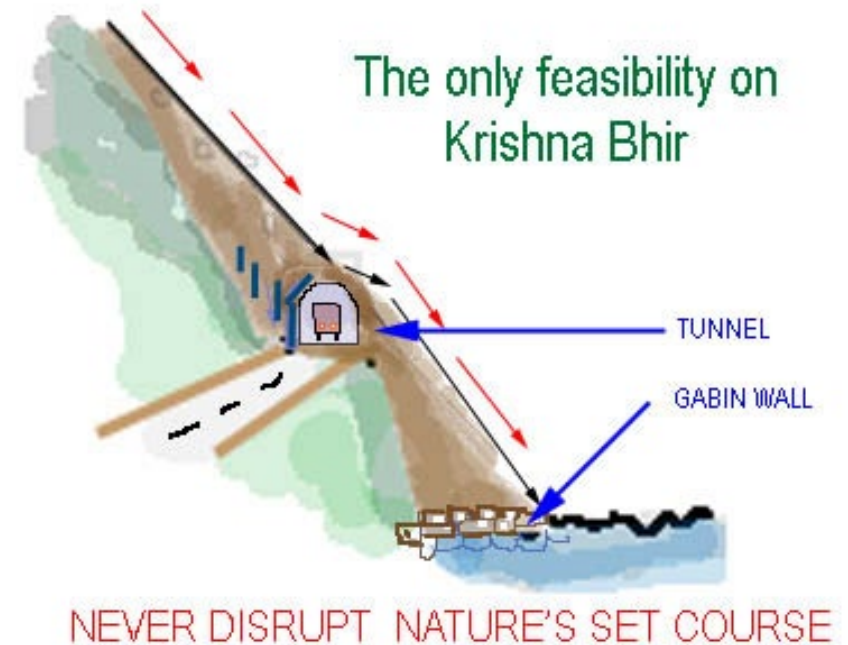 The only feasibility on
Krishna Bhir
TUNNEL
GABIN WALL
NEVER DISRUPT NATURE'S SET COURSE